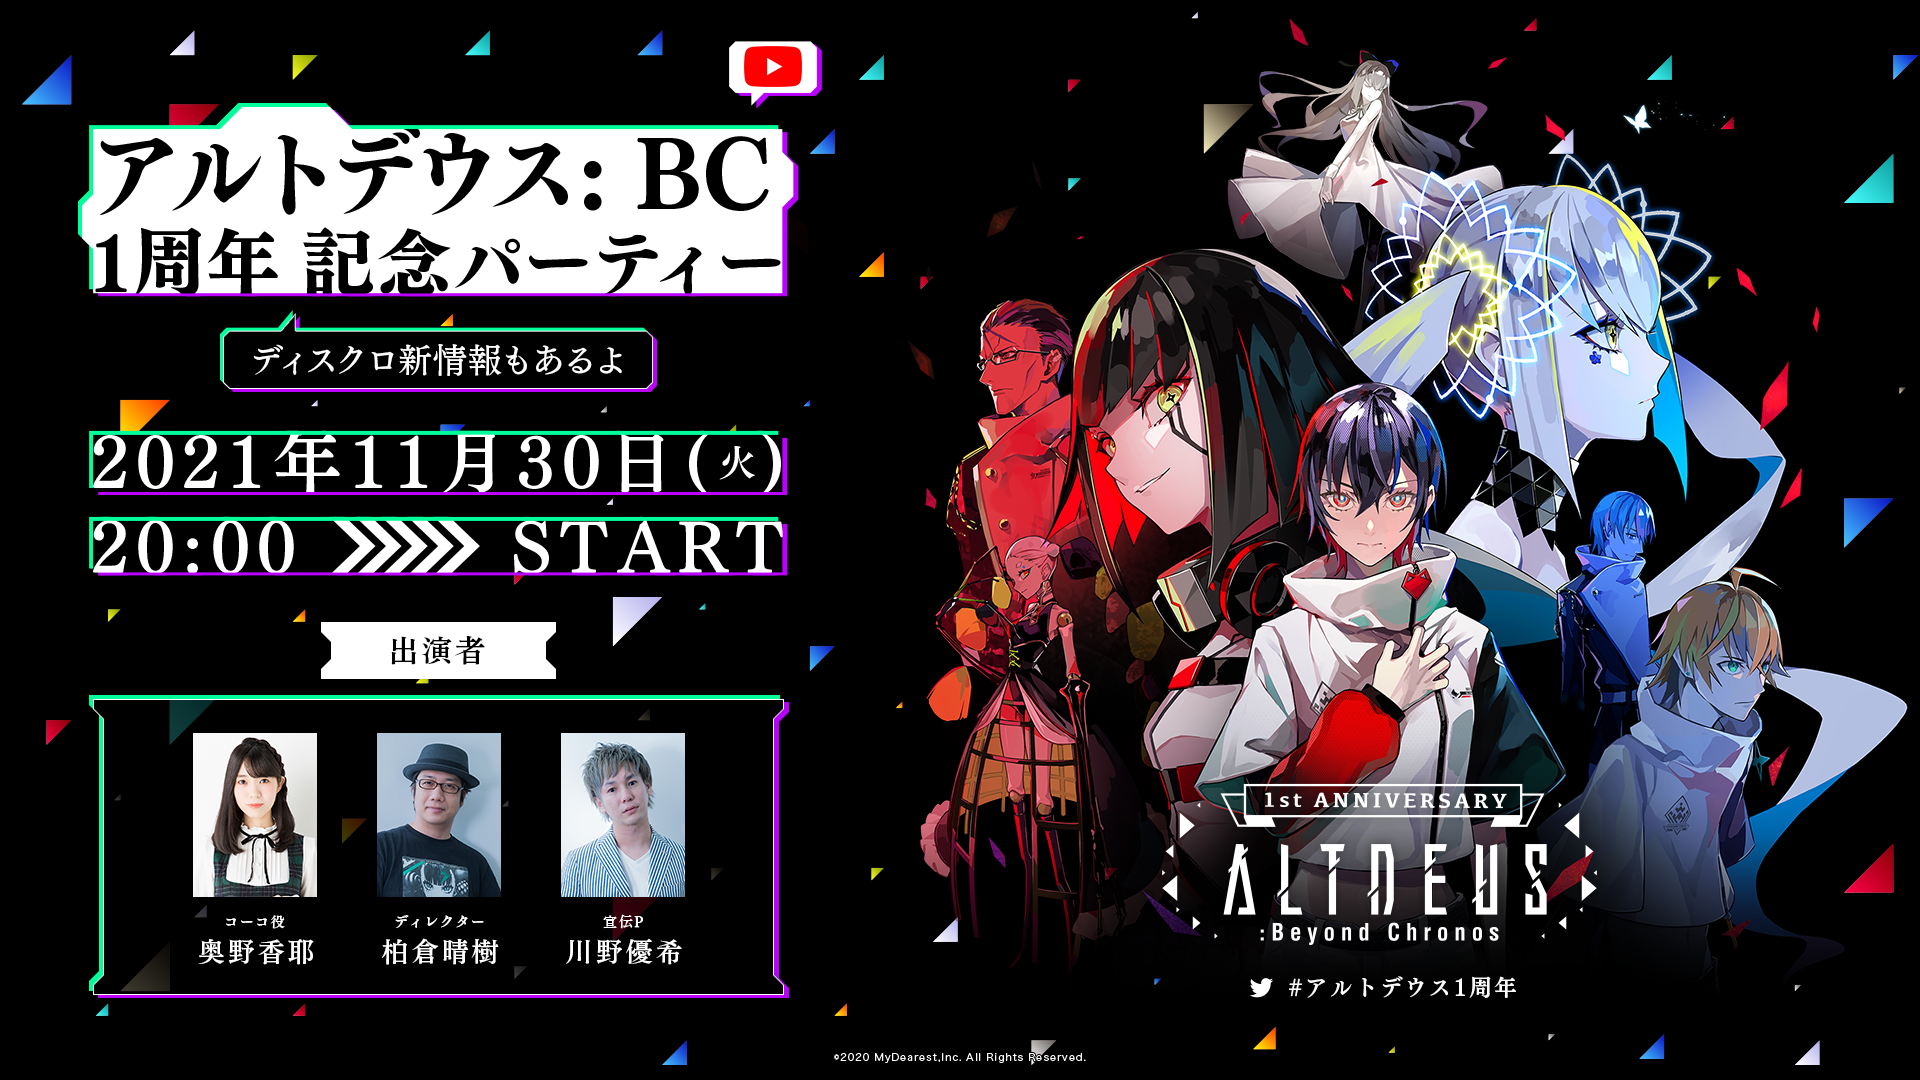 アルトデウス: BC
1周年 記念パーティー
ディスクロ新情報もあるよ
2021年11月30日(火)
20:00 START
出演者
コーコ役
奥野香耶
ディレクター
柏倉晴樹
宣伝P
川野優希
1st ANNIVERSARY
ALTDEUS
:Beyond Chronos
#アルトデウス1周年
©2020 MyDearest,Inc. All Rights Reserved.